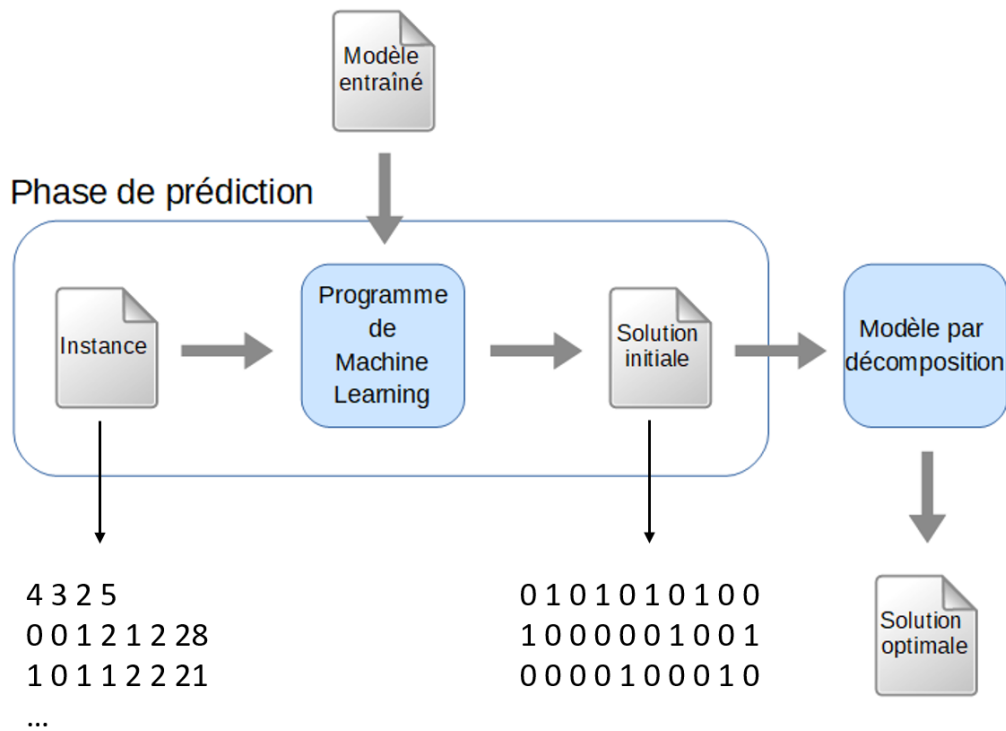 Modèle
entraîné
Phase de prédiction
Instance
Programme
de
Machine
Learning
Solution
initiale
Modèle par
décomposition
4 3 2 5
0 0 1 2 1 2 28
1 0 1 1 2 2 21
...
0 1 0 1 0 1 0 1 0 0
1 0 0 0 0 0 1 0 0 1
0 0 0 0 1 0 0 0 1 0
Solution
optimale